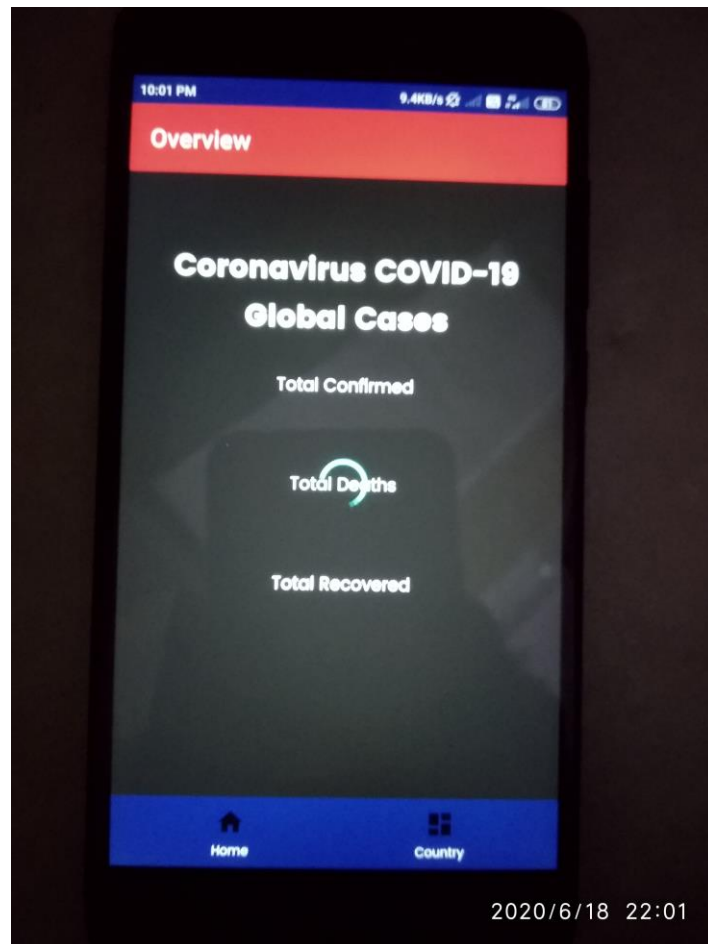 10:01 PM
9.4KB/s
Overview
Coronavirus COVID-19
Global Cases
Total Confirmed
Total Deaths
Total Recovered
Home
Country
2020/6/18 22:01